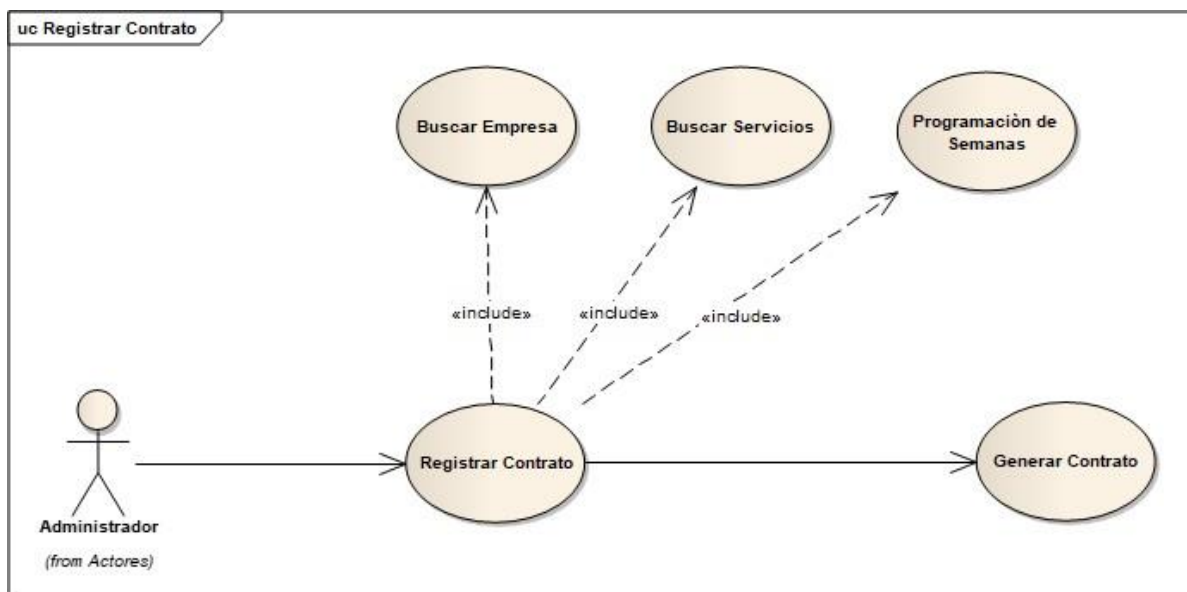 uc Registrar Contrato
Buscar Empresa
Buscar Servicios
Programaciòn de
Semanas
«include»
«include»
«include»
Registrar Contrato
Generar Contrato
Administrador
(from Actores)